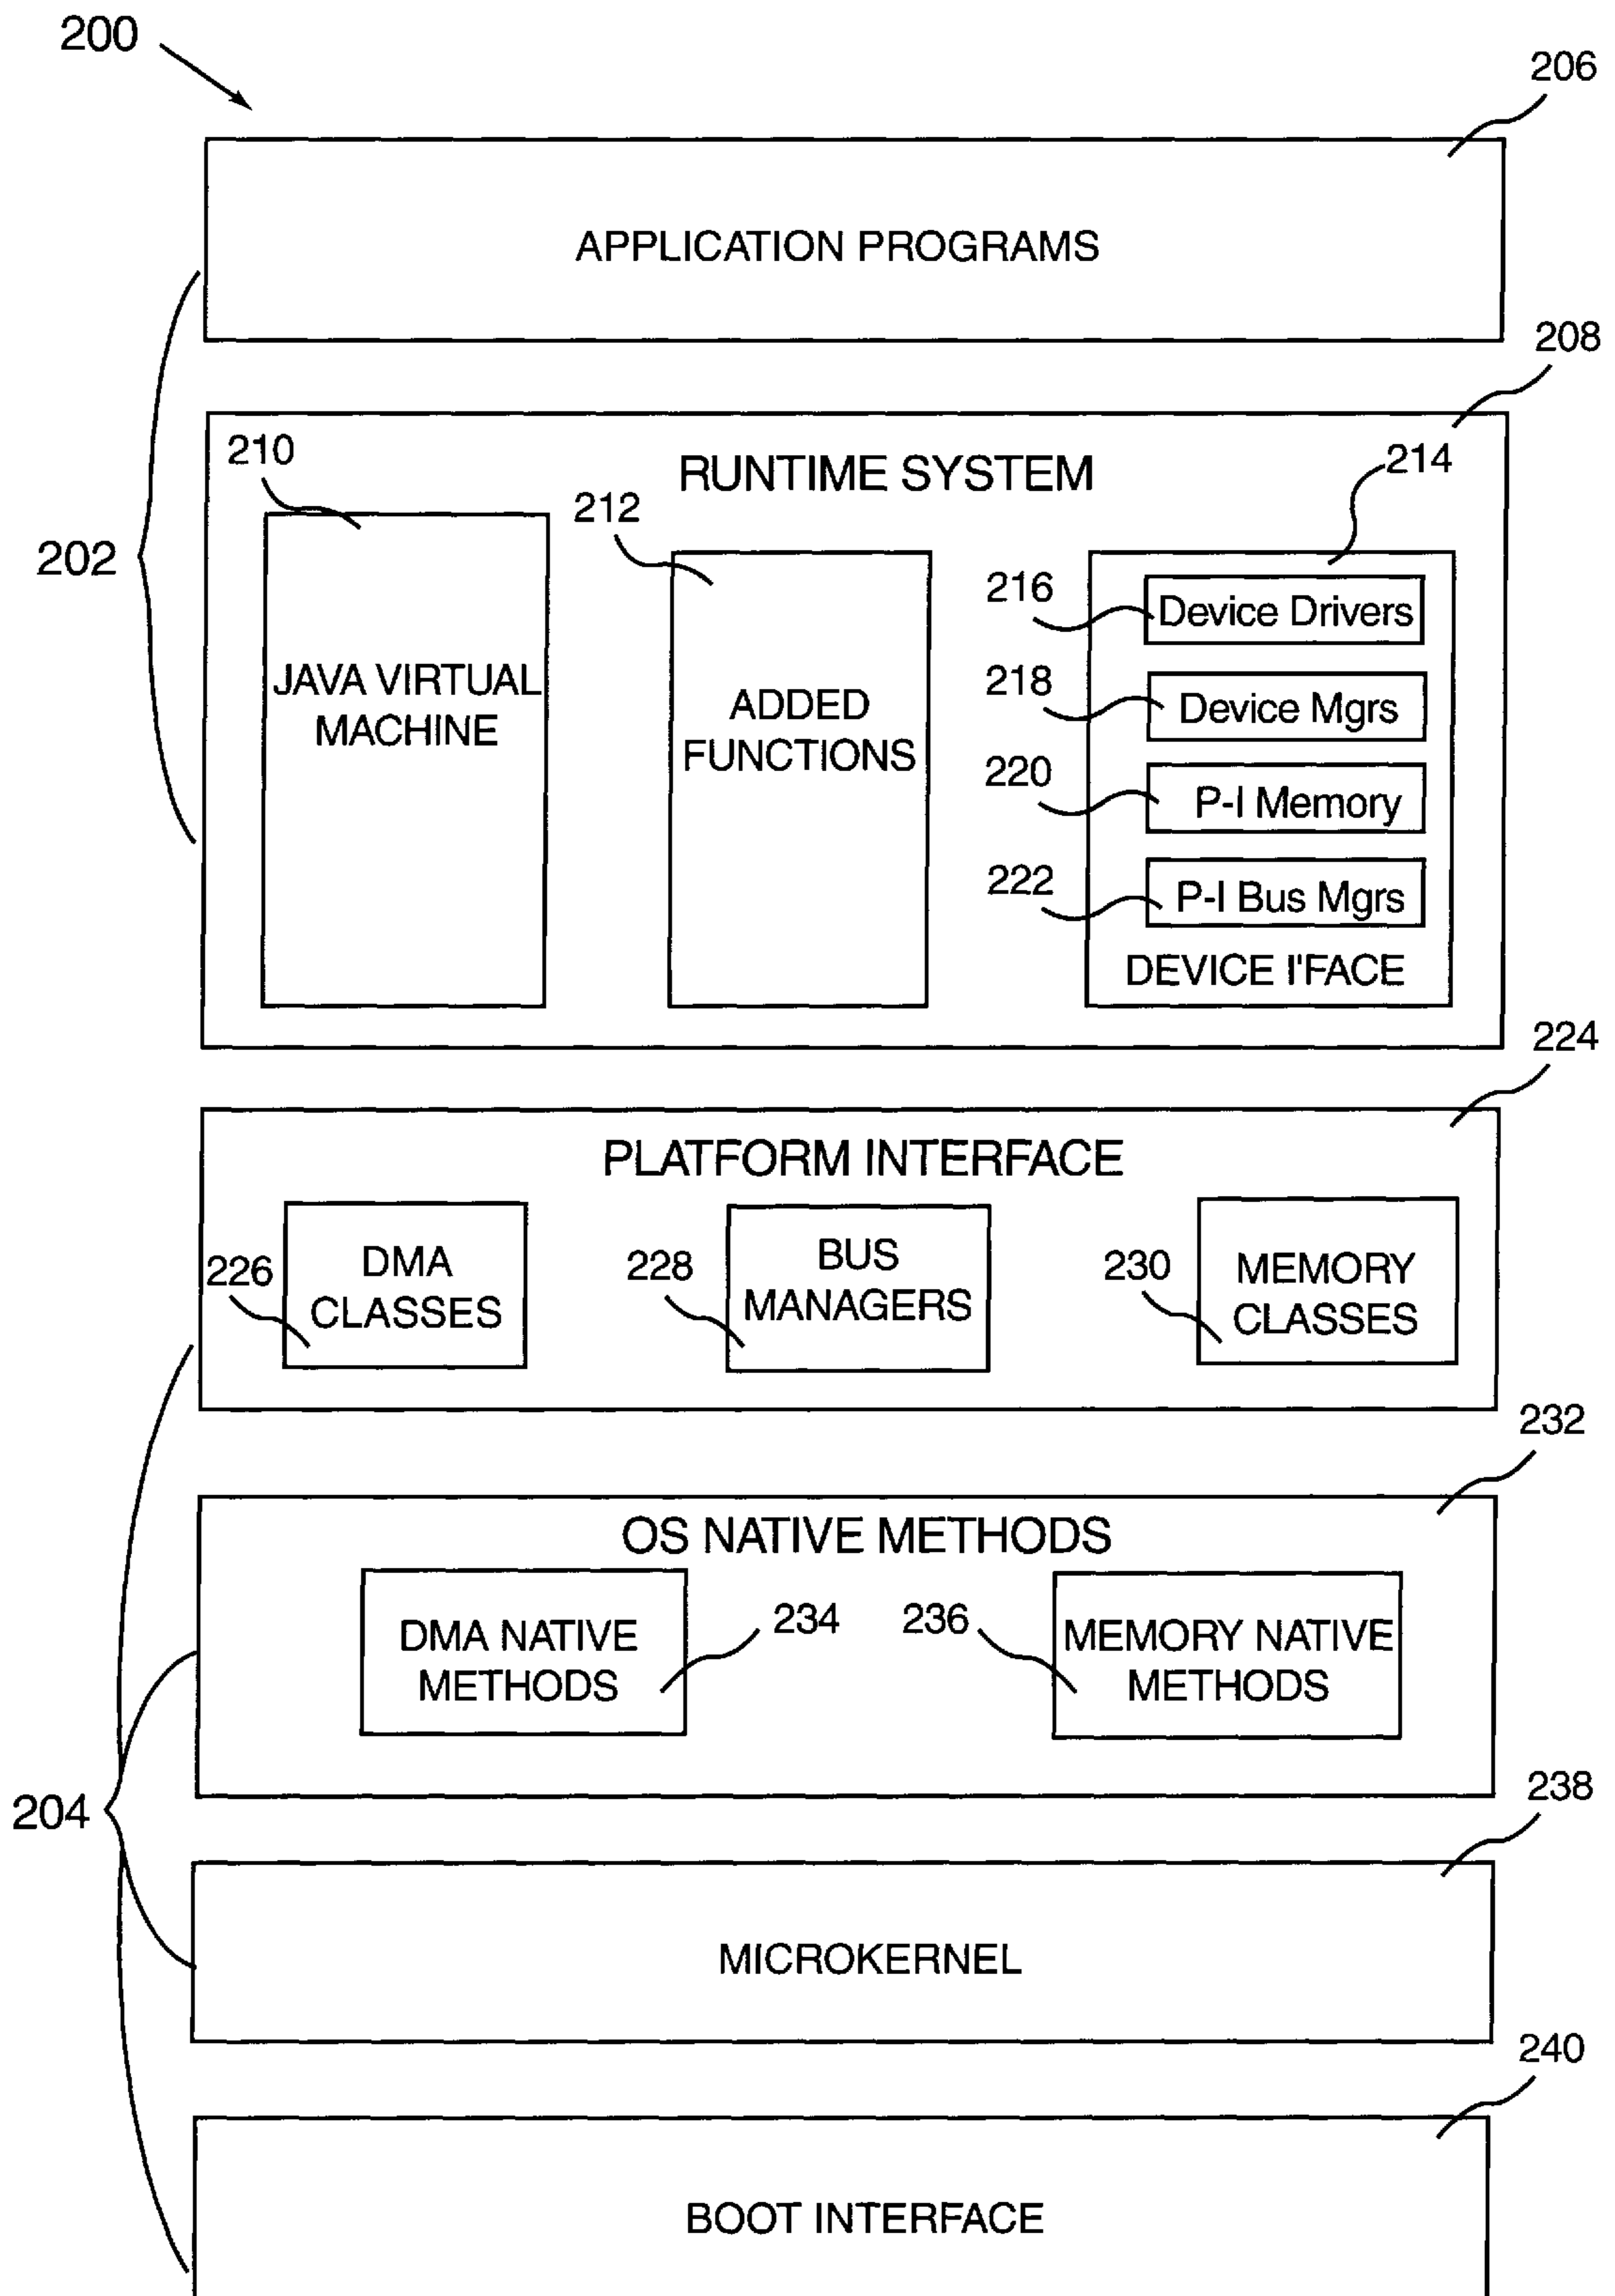 200
206
APPLICATION PROGRAMS
208
202
RUNTIME SYSTEM
210
JAVA VIRTUAL
MACHINE
212
ADDED
FUNCTIONS
214
216
Device Drivers
218
Device Mgrs
220
P-I Memory
222
P-I Bus Mgrs
DEVICE I'FACE
224
PLATFORM INTERFACE
226
DMA
CLASSES
228
BUS
MANAGERS
230
MEMORY
CLASSES
232
OS NATIVE METHODS
DMA NATIVE
METHODS
234
236
MEMORY NATIVE
METHODS
204
238
MICROKERNEL
240
BOOT INTERFACE